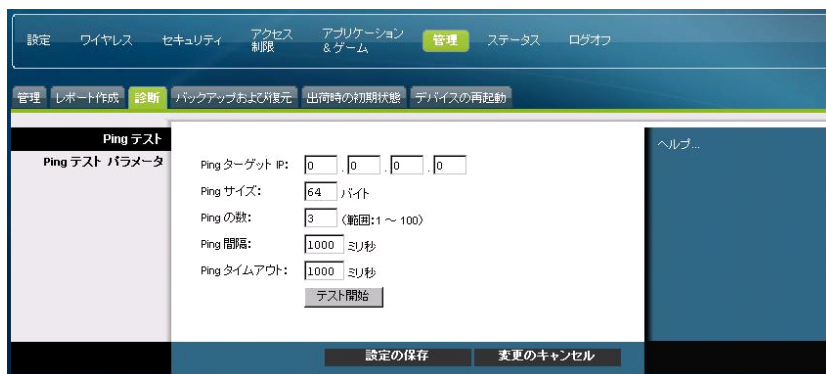 設定 ワイヤレス セキュリティ アクセス制限 アプリケーション&ゲーム 管理 ステータス ログオフ
管理 レポート作成 診断 バックアップおよび復元 出荷時の初期状態 デバイスの再起動
Ping テスト
ヘルプ...
Ping テスト パラメータ
Ping ターゲット IP: 0 . 0 . 0 . 0
Ping サイズ: 64 バイト
Ping の数: 3 (範囲:1 ~ 100)
Ping 間隔: 1000 ミリ秒
Ping タイムアウト: 1000 ミリ秒
テスト開始
設定の保存 変更のキャンセル